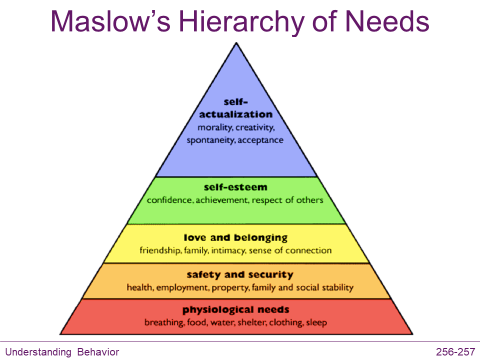 Maslow's Hierarchy of Needs
self-
actualization
morality, creativity,
spontaneity, acceptance
self-esteem
confidence, achievement, respect of others
love and belonging
friendship, family, intimacy, sense of connection
safety and security
health, employment, property, family and social stability
physiological needs
breathing, food, water, shelter, clothing, sleep
Understanding Behavior
256-257